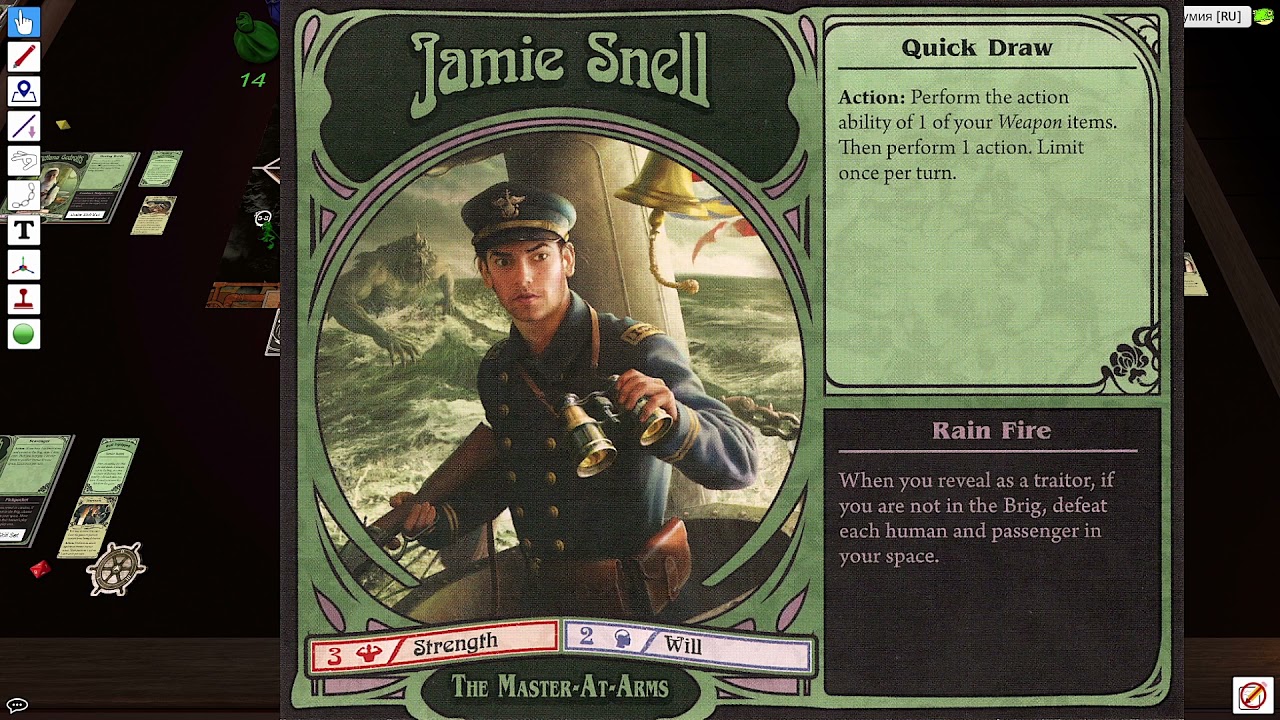 Jamie Snell
Quick Draw
Action: Perform the action
ability of 1 of your Weapon items.
Then perform 1 action. Limit
once per turn.
Rain Fire
When you reveal as a traitor, if
you are not in the Brig, defeat
each human and passenger in
your space.
3 Strength
2 Will
The Master-At-Arms
14
умия [RU]
T